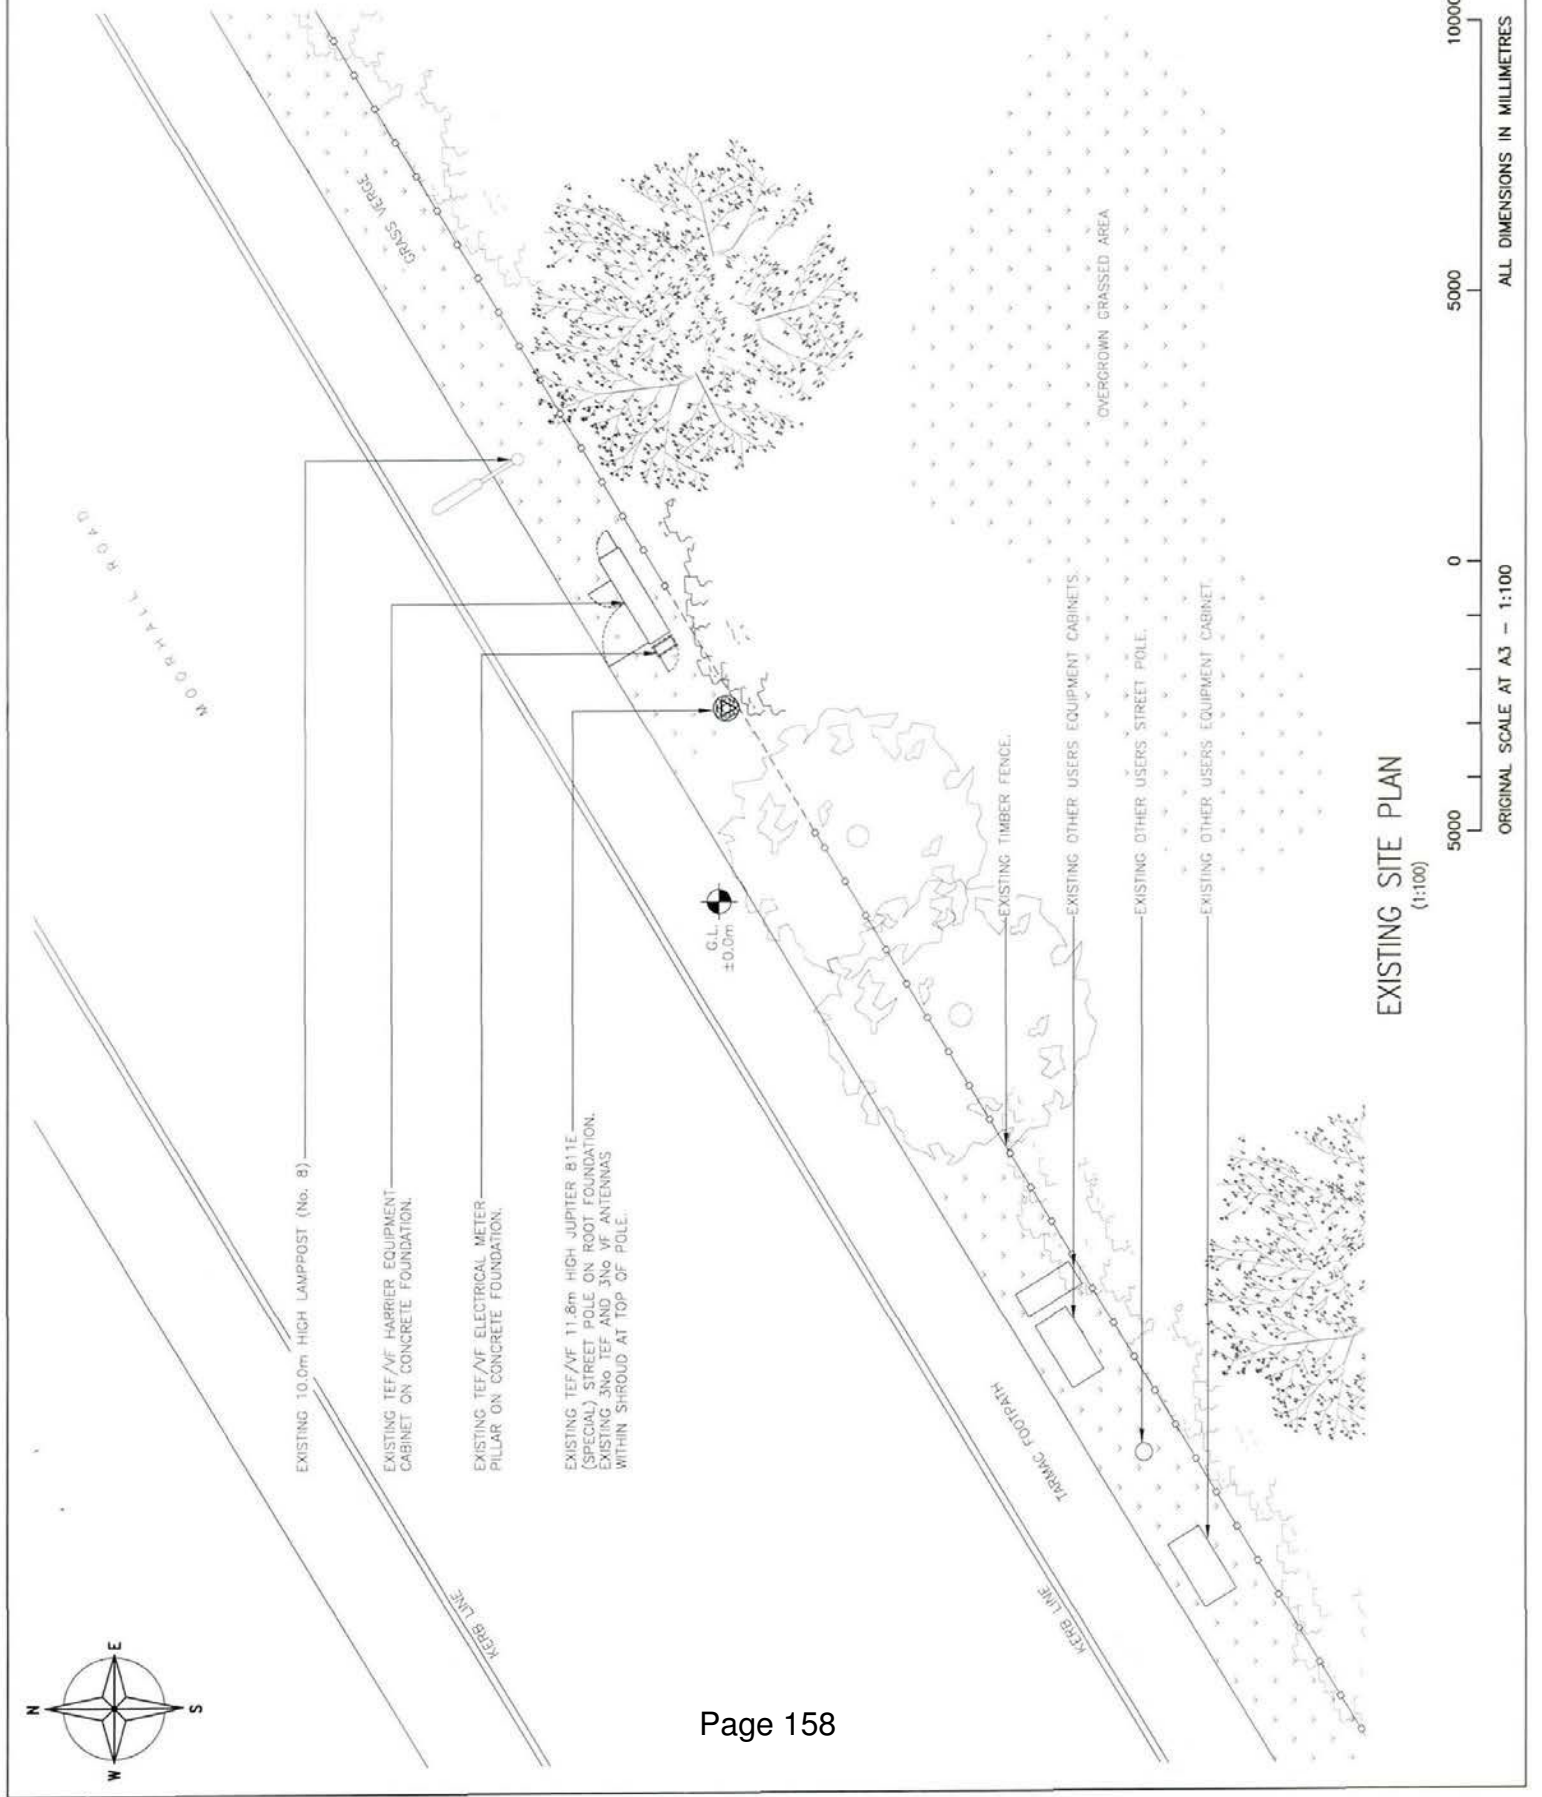 N
E
S
W
MOORHALL ROAD
GRASS VERGE
EXISTING 10.0m HIGH LAMPPOST (No. 8)
EXISTING TEF/VF HARRIER EQUIPMENT
CABINET ON CONCRETE FOUNDATION.
EXISTING TEF/VF ELECTRICAL METER
PILLAR ON CONCRETE FOUNDATION.
EXISTING TEF/VF 11.8m HIGH JUPITER 811E
(SPECIAL) STREET POLE ON ROOT FOUNDATION.
EXISTING 3No TEF AND 3No VF ANTENNAS
WITHIN SHROUD AT TOP OF POLE.
KERB LINE
G.L.
±0.0m
KERB LINE
TARMAC FOOTPATH
OVERGROWN GRASSED AREA
EXISTING TIMBER FENCE.
EXISTING OTHER USERS EQUIPMENT CABINETS.
EXISTING OTHER USERS STREET POLE.
EXISTING OTHER USERS EQUIPMENT CABINET.
EXISTING SITE PLAN
(1:100)
5000 0 5000 10000
ORIGINAL SCALE AT A3 – 1:100 ALL DIMENSIONS IN MILLIMETRES
Page 158